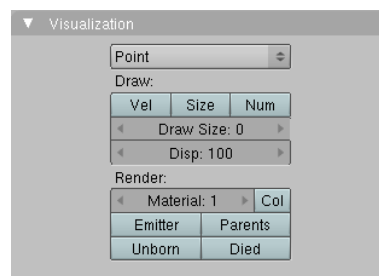 Visualization
Point
Draw:
Vel Size Num
Draw Size: 0
Disp: 100
Render:
Material: 1 Col
Emitter Parents
Unborn Died